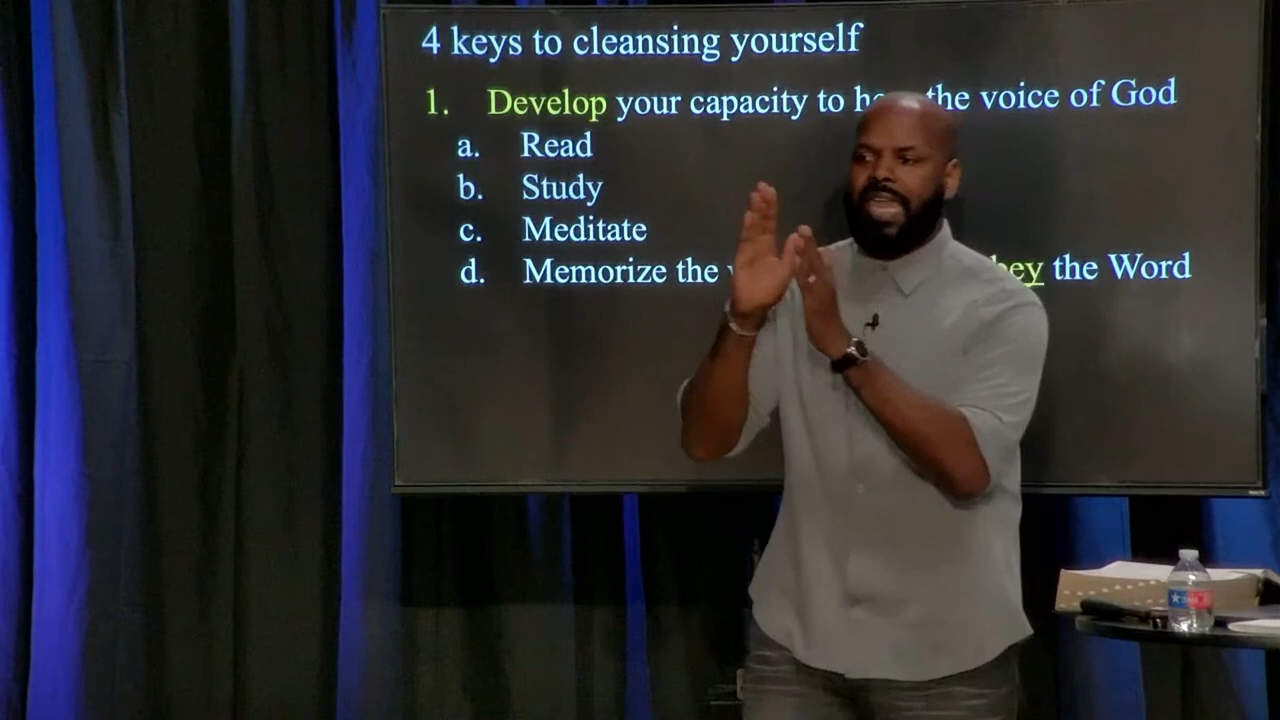 4 keys to cleansing yourself
1. Develop your capacity to the voice of God
a. Read
b. Study
c. Meditate
d. Memorize the the Word